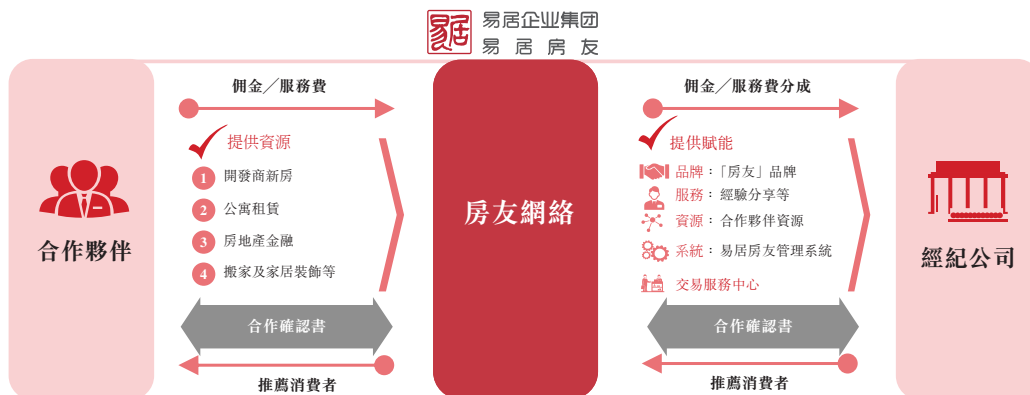 易居
易居企业集团
易居房友
合作夥伴
佣金／服務費
提供資源
1 開發商新房
2 公寓租賃
3 房地產金融
4 搬家及家居裝飾等
合作確認書
推薦消費者
房友網絡
佣金／服務費分成
提供賦能
品牌：「房友」品牌
服務：經驗分享等
資源：合作夥伴資源
系統：易居房友管理系統
交易服務中心
合作確認書
推薦消費者
經紀公司